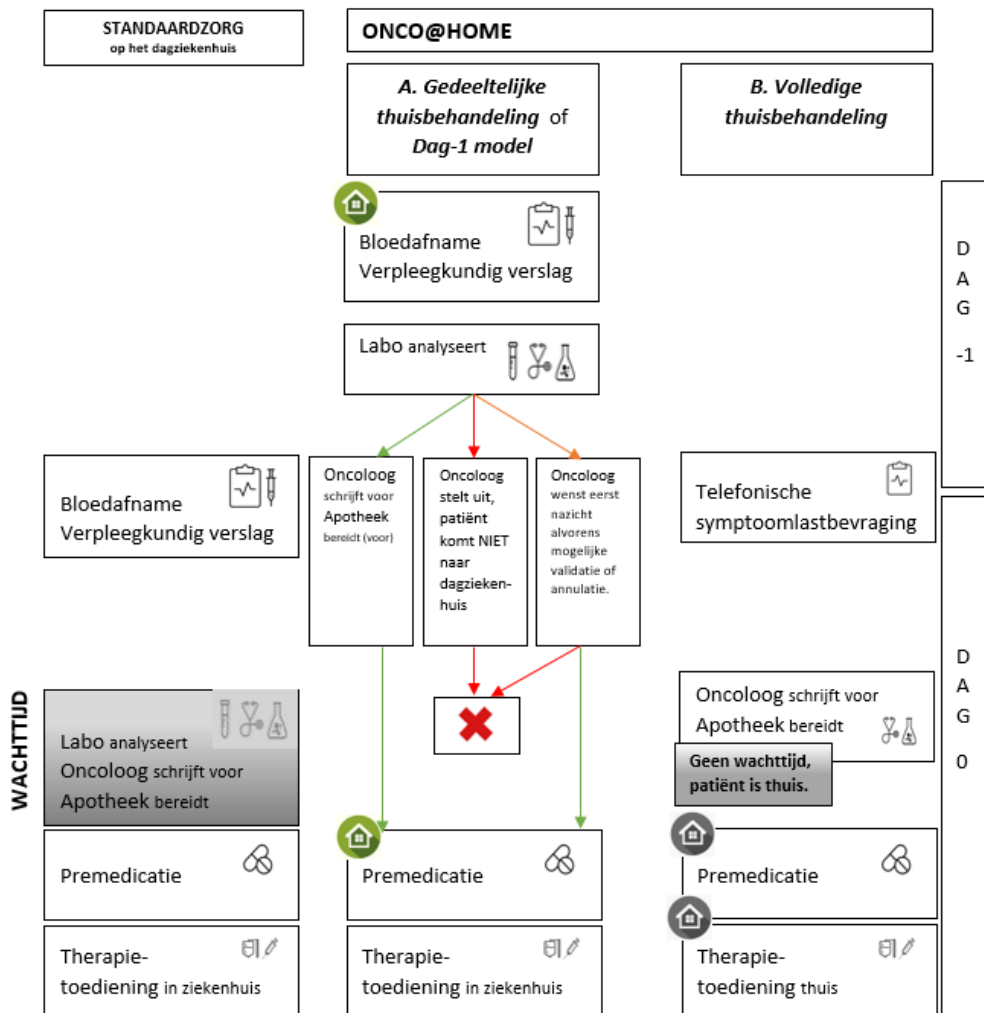 STANDAARDZORG
op het dagziekenhuis
ONCO@HOME
A. Gedeeltelijke
thuisbehandeling of
Dag-1 model
B. Volledige
thuisbehandeling
Bloedafname
Verpleegkundig verslag
Labo analyseert
D
A
G
-1
Bloedafname
Verpleegkundig verslag
Oncoloog
schrijft voor
Apotheek
bereidt (voor)
Oncoloog
stelt uit,
patiënt
komt NIET
naar
dagzieken-
huis
Oncoloog
wenst eerst
nazicht
alvorens
mogelijke
validatie of
annulatie.
Telefonische
symptoomlastbevraging
WACHTTIJD
Labo analyseert
Oncoloog schrijft voor
Apotheek bereidt
Oncoloog schrijft voor
Apotheek bereidt
Geen wachttijd,
patiënt is thuis.
D
A
G
0
Premedicatie
Premedicatie
Premedicatie
Therapie-
toediening in ziekenhuis
Therapie-
toediening in ziekenhuis
Therapie-
toediening thuis